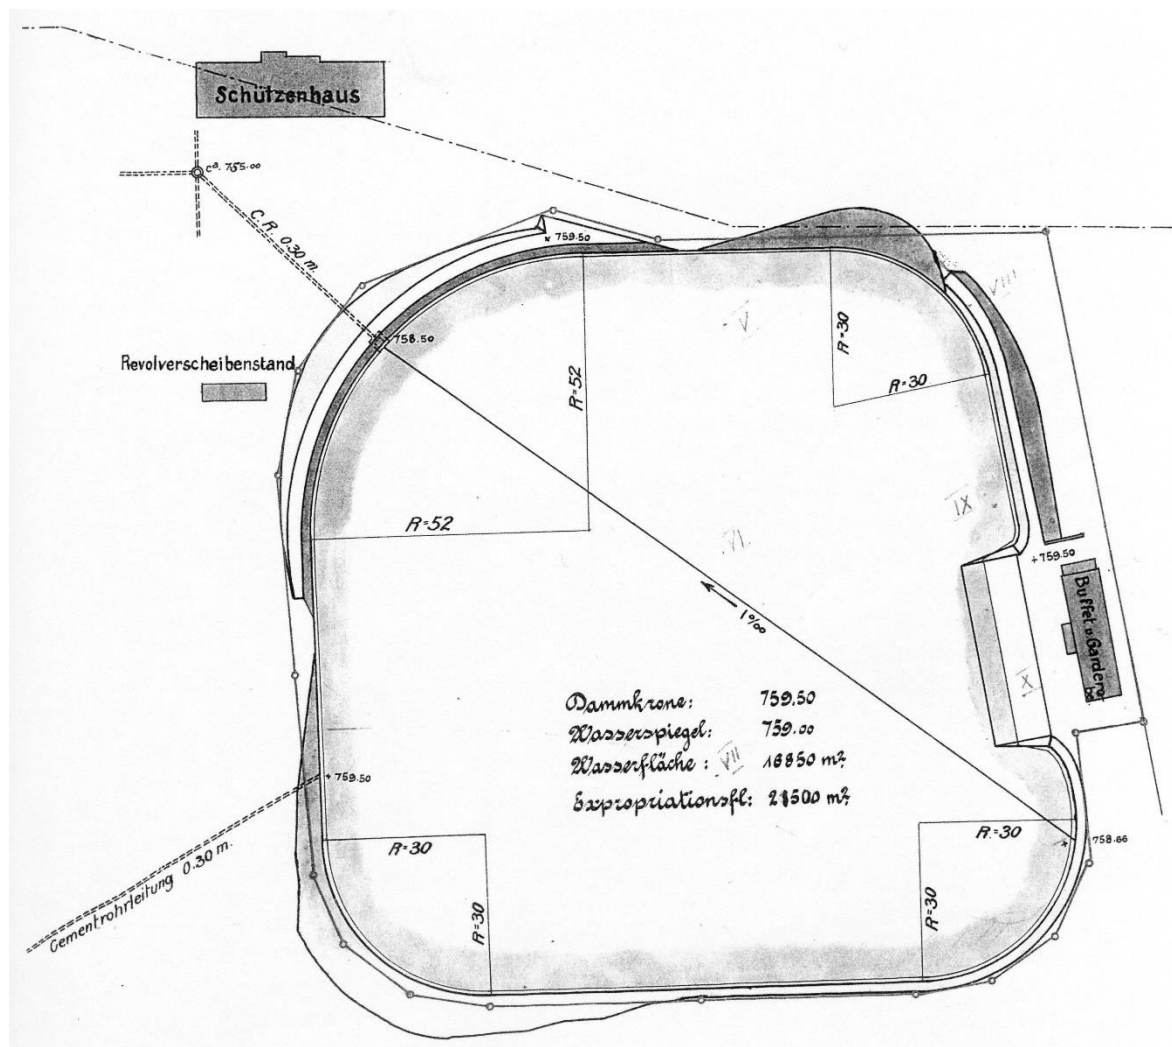 Schützenhaus
ca. 755.00
C.R. 0.30 m.
759.50
758.50
Revolverscheibenstand
R=52
R=52
R=30
R=30
V
VIII
IX
VI
1‰
759.50
Buffet u. Garderobe
X
Dammkrone: 759.50
Wasserspiegel: 759.00
Wasserfläche: 16850 m²
VII
Expropriationsfl: 21500 m²
759.50
Cementrohrleitung 0.30 m.
R=30
R=30
R=30
R=30
758.66